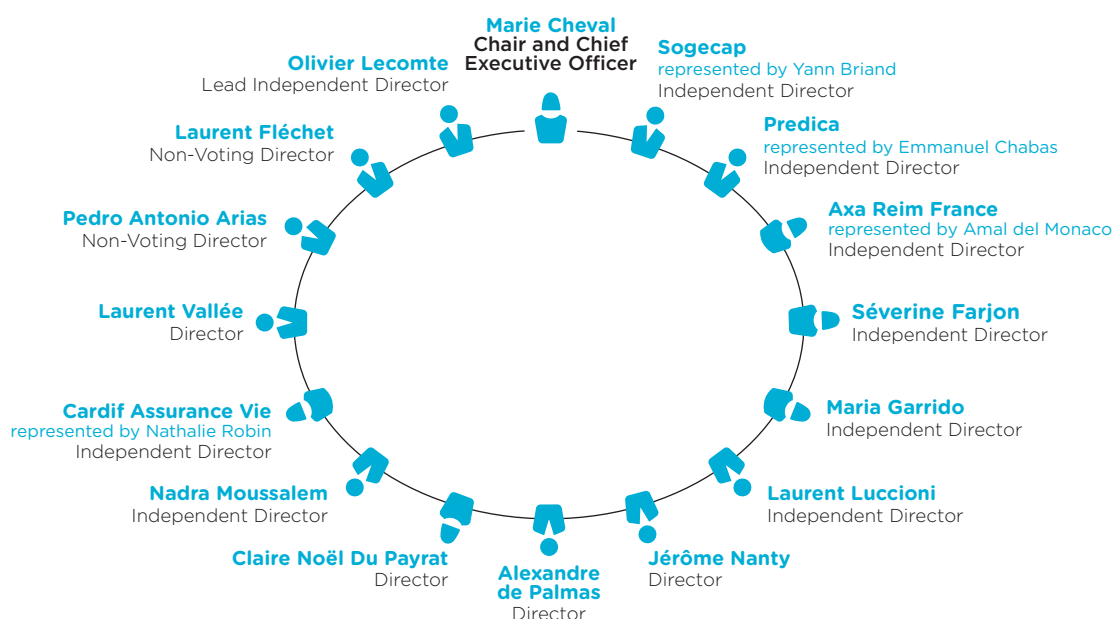 Marie Cheval
Chair and Chief
Executive Officer
Sogecap
represented by Yann Briand
Independent Director
Predica
represented by Emmanuel Chabas
Independent Director
Axa Reim France
represented by Amal del Monaco
Independent Director
Séverine Farjon
Independent Director
Maria Garrido
Independent Director
Laurent Luccioni
Independent Director
Jérôme Nanty
Director
Alexandre
de Palmas
Director
Claire Noël Du Payrat
Director
Nadra Moussalem
Independent Director
Cardif Assurance Vie
represented by Nathalie Robin
Independent Director
Laurent Vallée
Director
Pedro Antonio Arias
Non-Voting Director
Laurent Fléchet
Non-Voting Director
Olivier Lecomte
Lead Independent Director